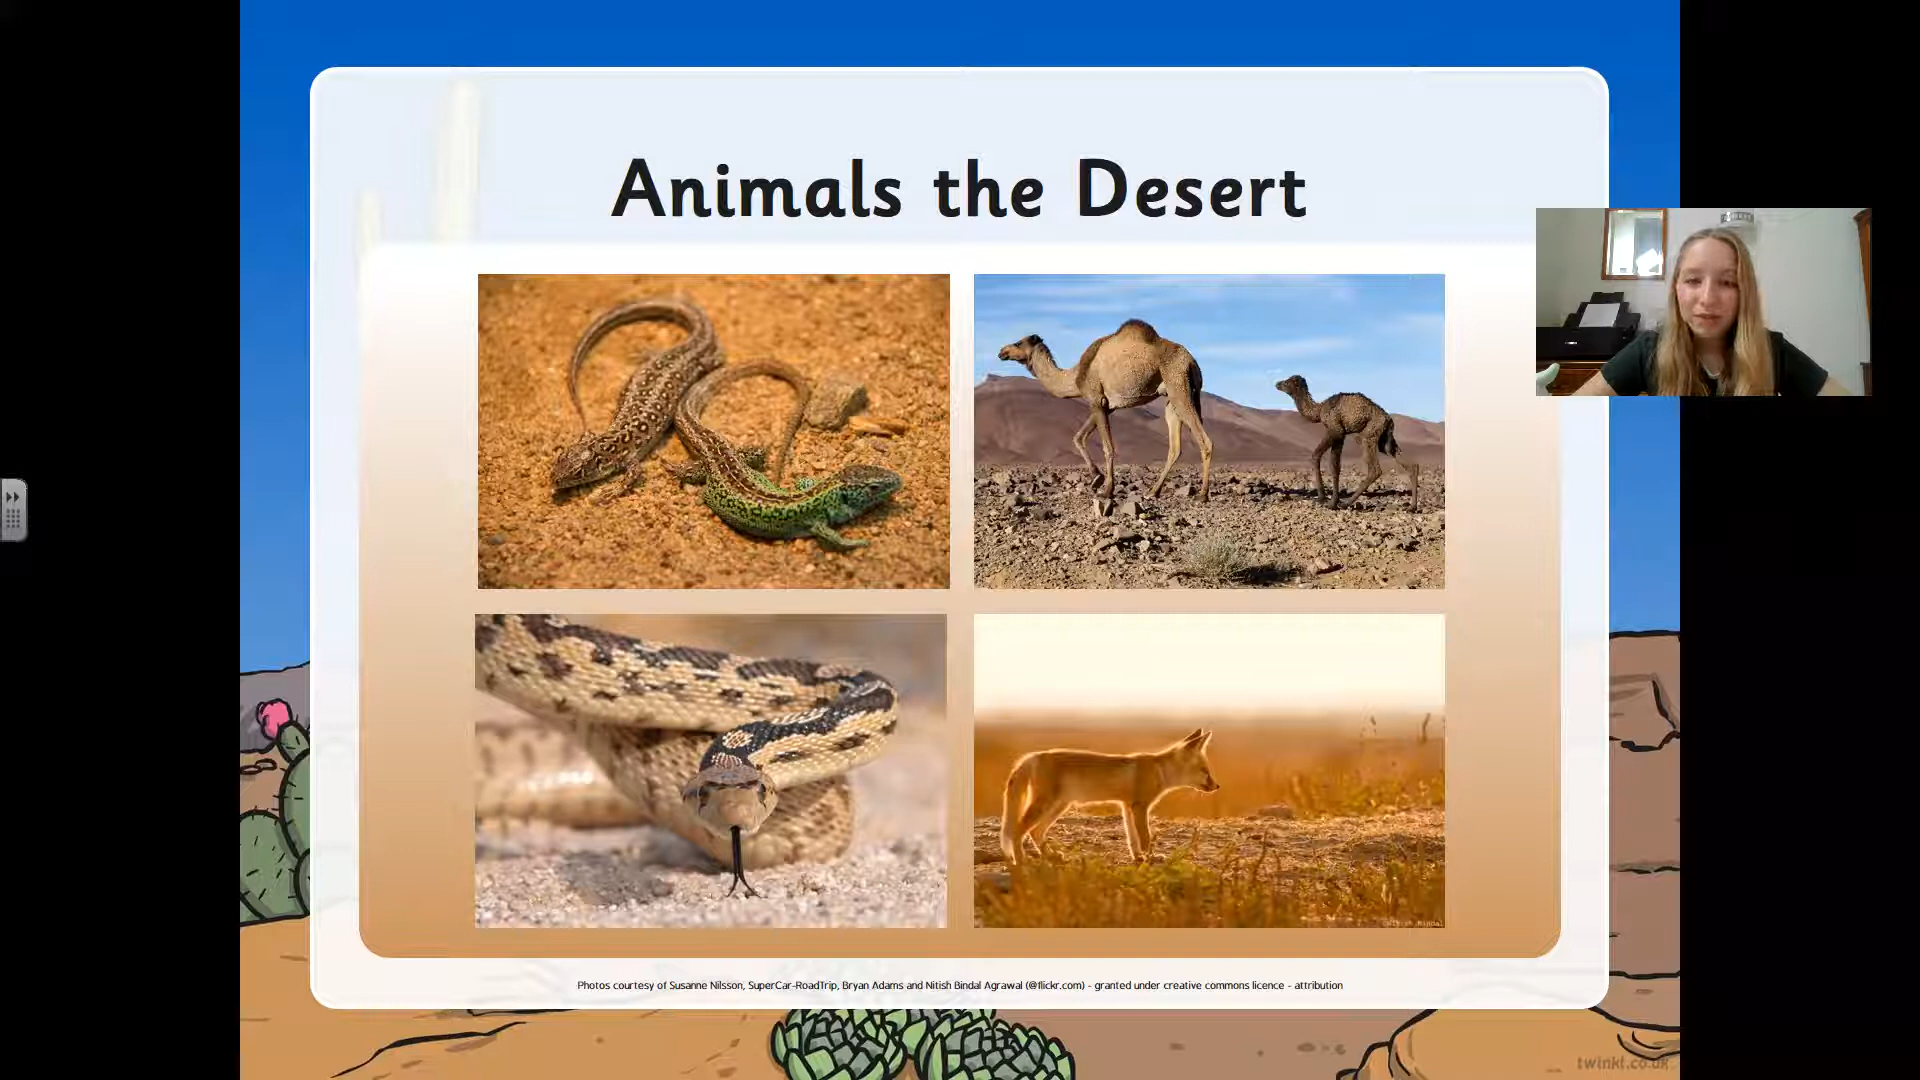 Animals the Desert
Photos courtesy of Susanne Nilsson, SuperCar-RoadTrip, Bryan Adams and Nitish Bindal Agrawal (@flickr.com) - granted under creative commons licence - attribution
twinkl.co.uk